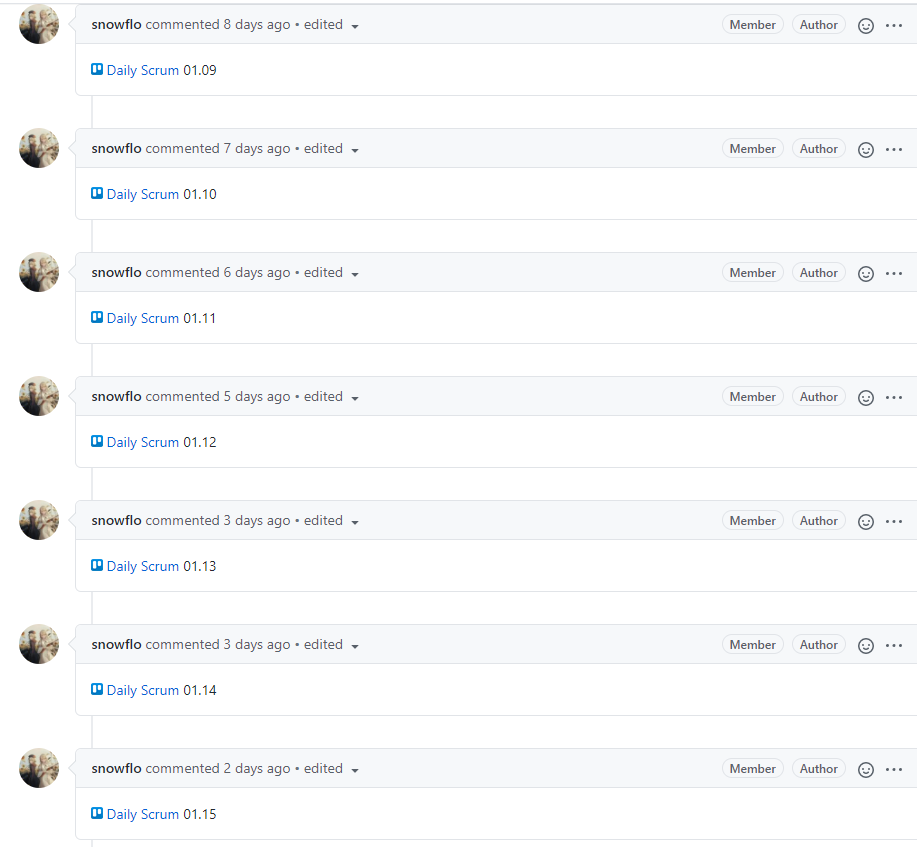 snowflo commented 8 days ago • edited Member Author
Daily Scrum 01.09
snowflo commented 7 days ago • edited Member Author
Daily Scrum 01.10
snowflo commented 6 days ago • edited Member Author
Daily Scrum 01.11
snowflo commented 5 days ago • edited Member Author
Daily Scrum 01.12
snowflo commented 3 days ago • edited Member Author
Daily Scrum 01.13
snowflo commented 3 days ago • edited Member Author
Daily Scrum 01.14
snowflo commented 2 days ago • edited Member Author
Daily Scrum 01.15